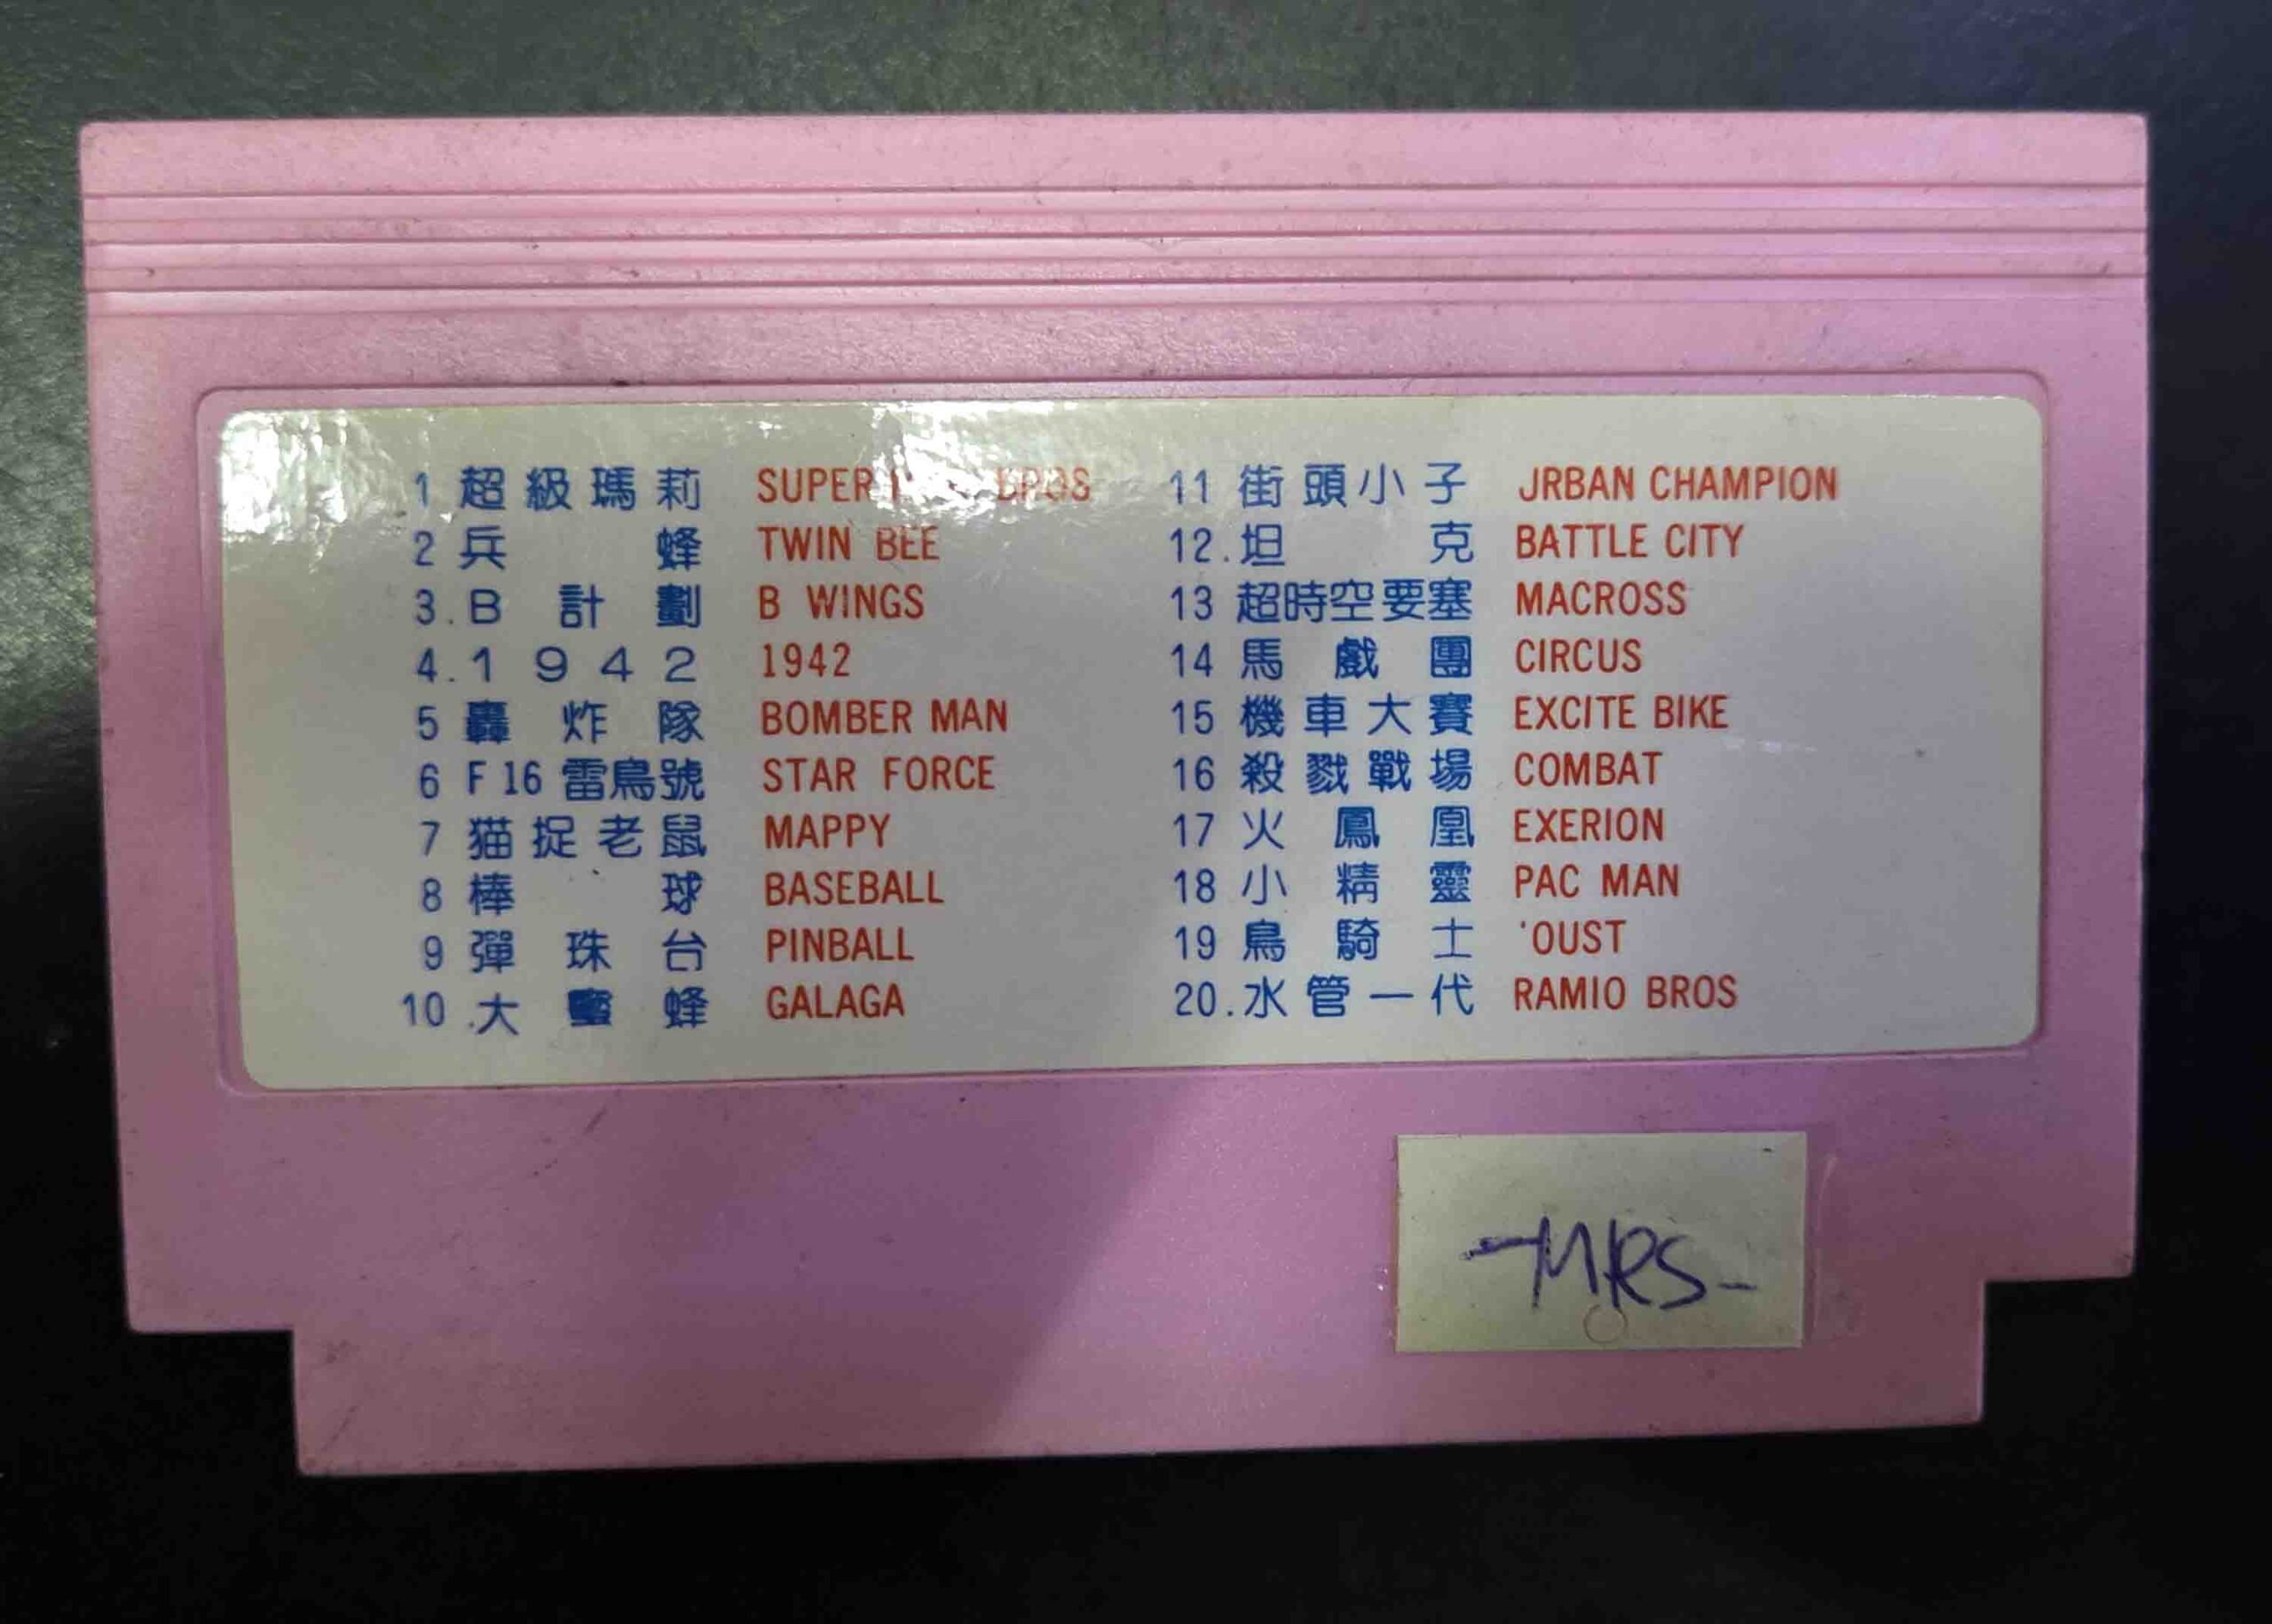 1 超級瑪莉 SUPER BROS
2 兵蜂 TWIN BEE
3. B計劃 B WINGS
4. 1942 1942
5 轟炸隊 BOMBER MAN
6 F16雷鳥號 STAR FORCE
7 猫捉老鼠 MAPPY
8 棒球 BASEBALL
9 彈珠台 PINBALL
10. 大蜜蜂 GALAGA
11 街頭小子 JRBAN CHAMPION
12. 坦克 BATTLE CITY
13 超時空要塞 MACROSS
14 馬戲團 CIRCUS
15 機車大賽 EXCITE BIKE
16 殺戮戰場 COMBAT
17 火鳳凰 EXERION
18 小精靈 PAC MAN
19 鳥騎士 'OUST
20. 水管一代 RAMIO BROS
-MRS-